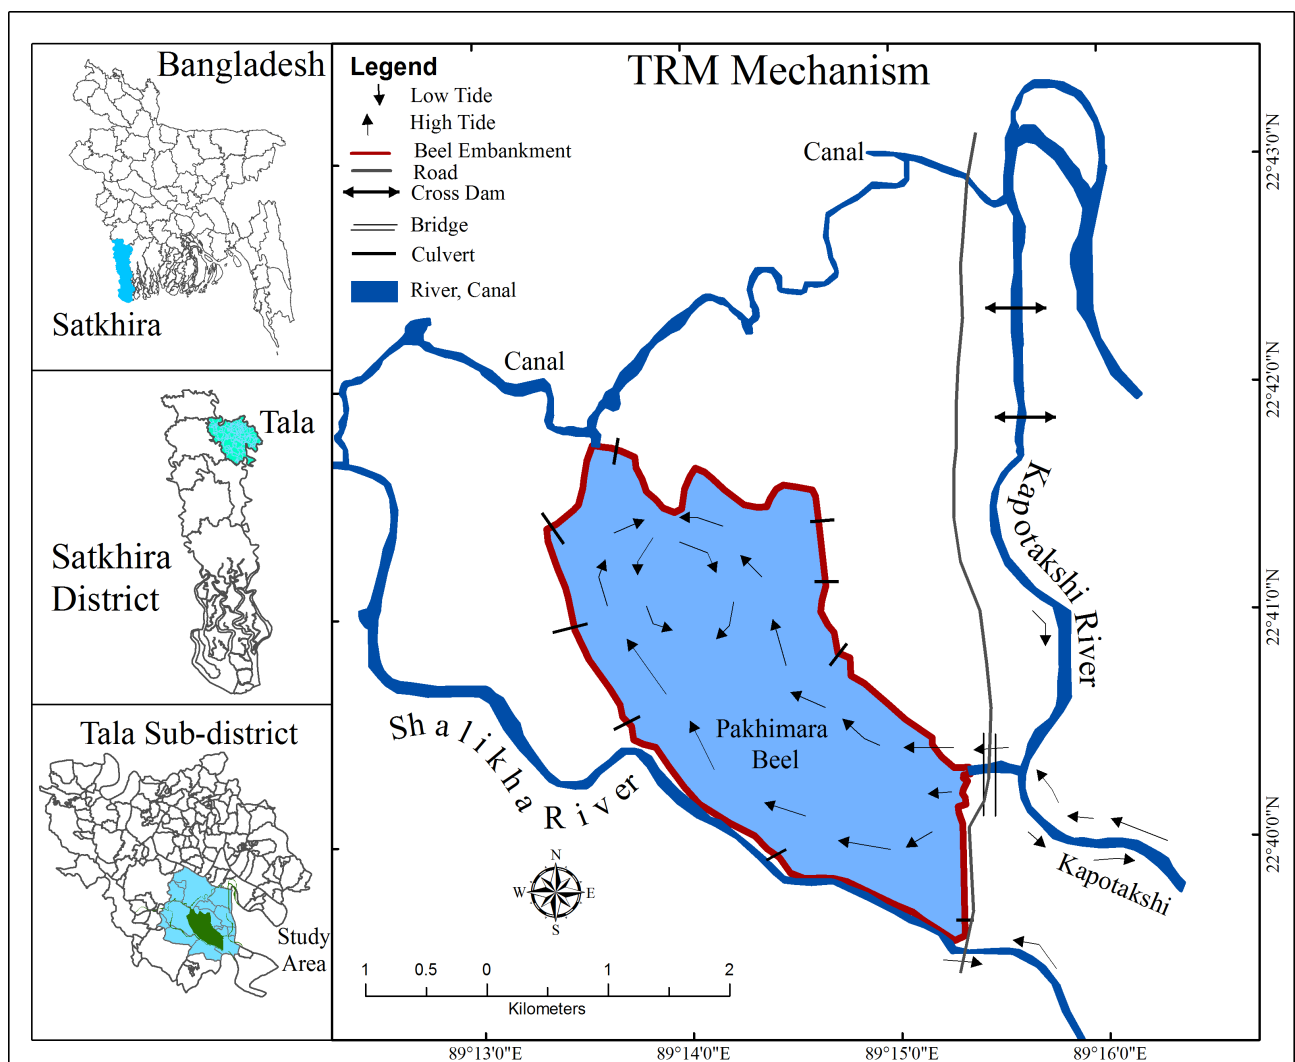 Bangladesh
Satkhira
Tala
Satkhira
District
Tala Sub-district
Study
Area
TRM Mechanism
Legend
Low Tide
High Tide
Beel Embankment
Road
Cross Dam
Bridge
Culvert
River, Canal
Canal
Canal
Kapotakshi River
Shalikha River
Pakhimara
Beel
Kapotakshi
N
W
E
S
1 0.5 0 1 2
Kilometers
22°43'0"N
22°42'0"N
22°41'0"N
22°40'0"N
89°13'0"E 89°14'0"E 89°15'0"E 89°16'0"E